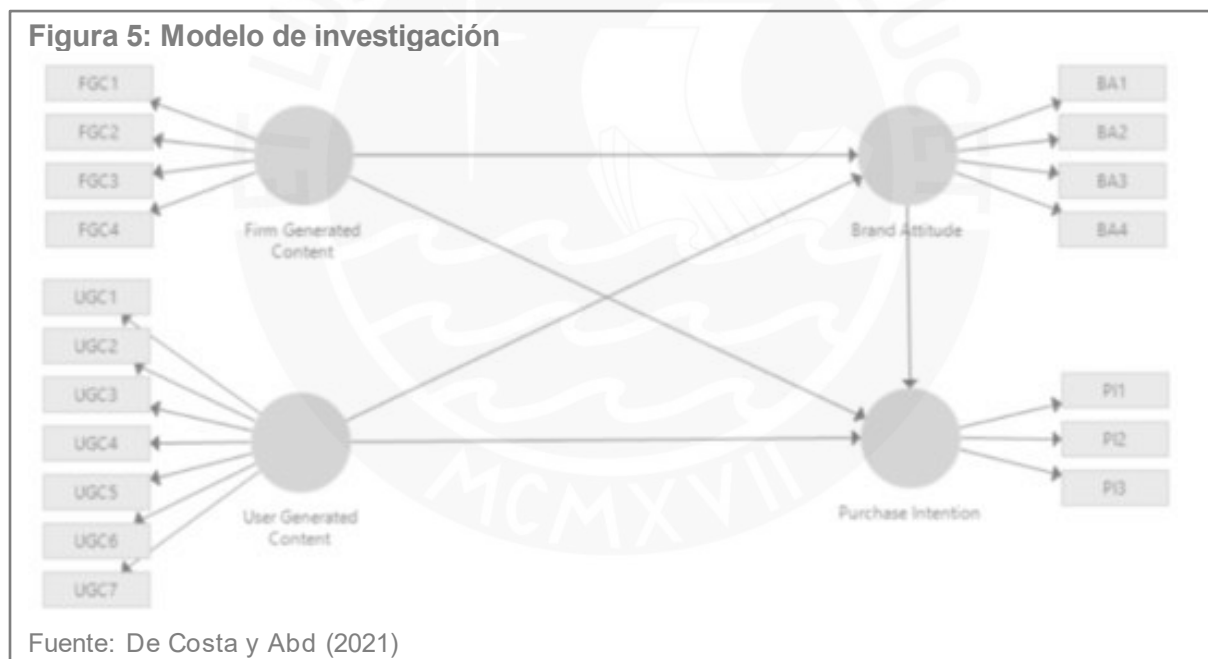 Figura 5: Modelo de investigación
FGC1
FGC2
FGC3
FGC4
Firm Generated
Content
BA1
BA2
BA3
BA4
Brand Attitude
UGC1
UGC2
UGC3
UGC4
UGC5
UGC6
UGC7
User Generated
Content
PI1
PI2
PI3
Purchase Intention
MCMXVII
Fuente: De Costa y Abd (2021)